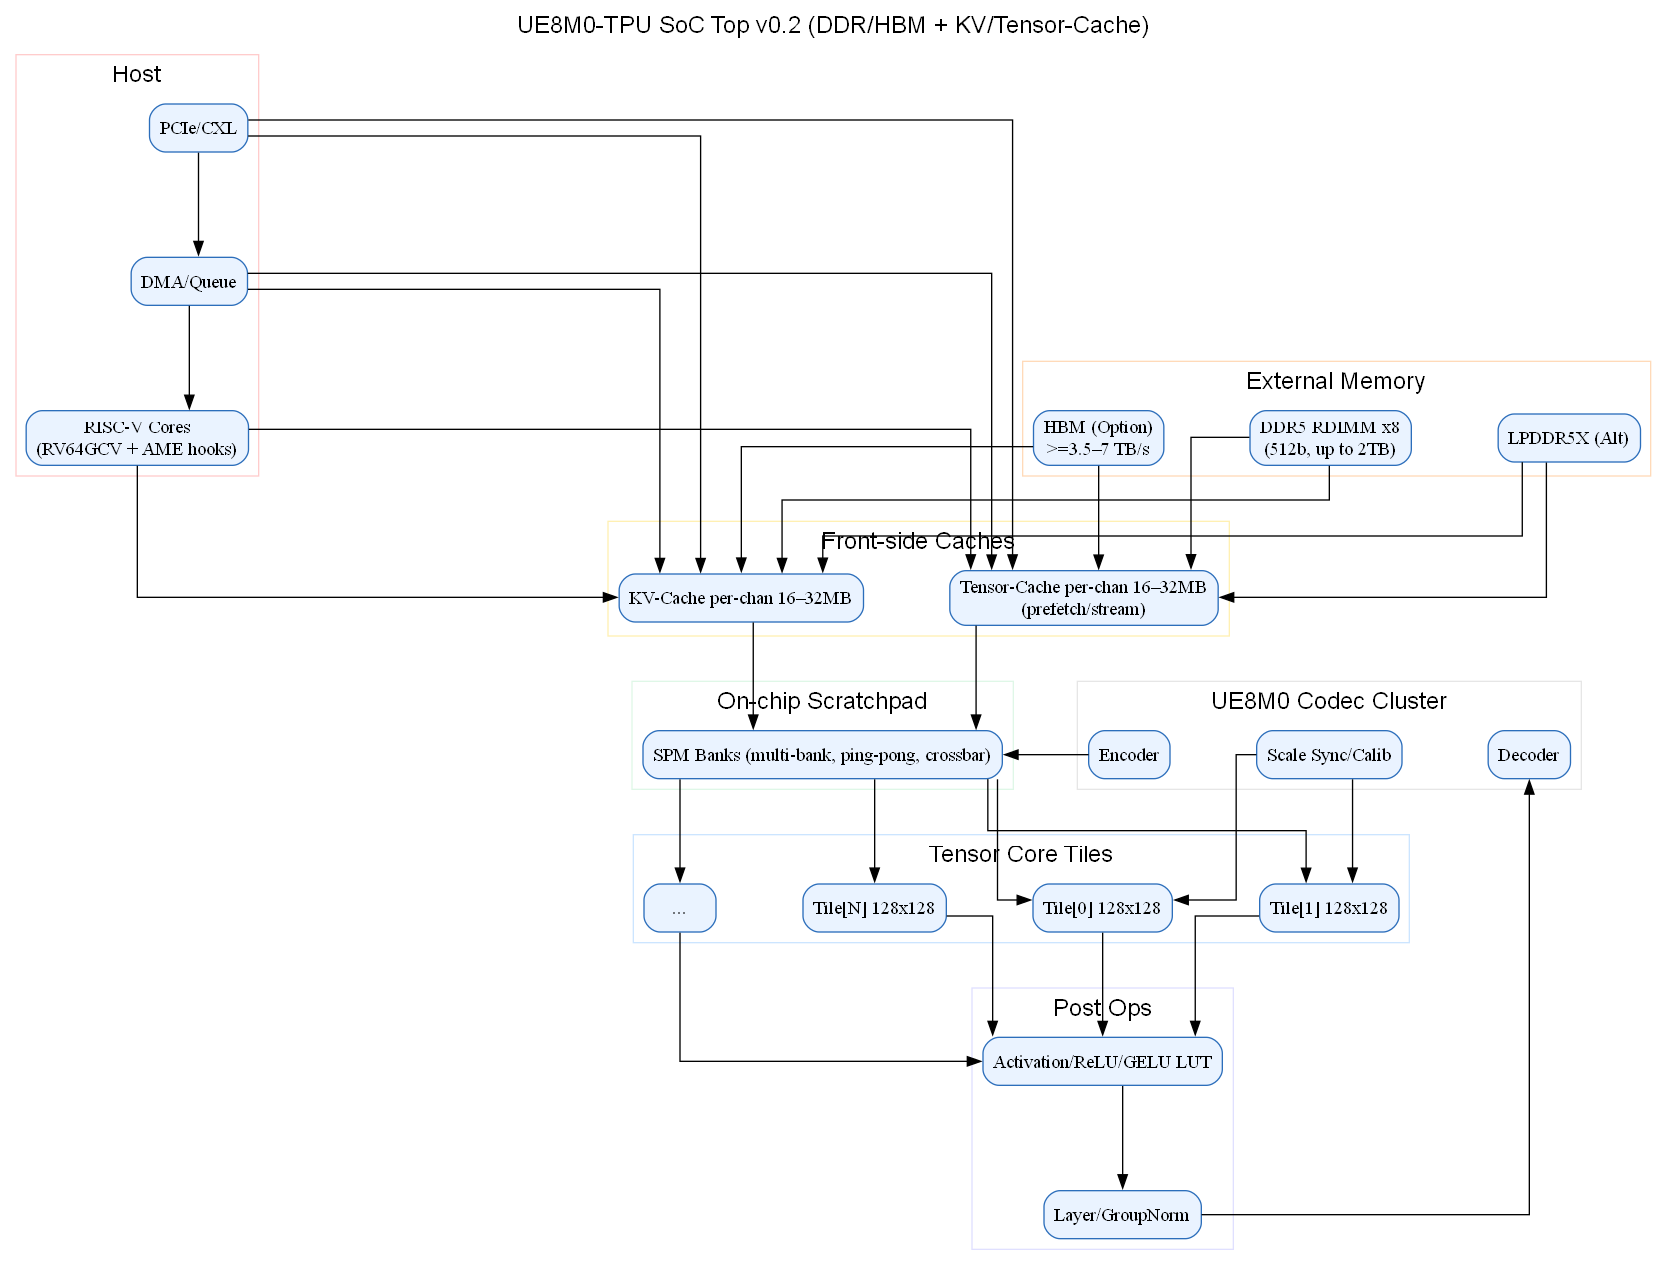 UE8M0-TPU SoC Top v0.2 (DDR/HBM + KV/Tensor-Cache)
Host
PCIe/CXL
DMA/Queue
RISC-V Cores
(RV64GCV + AME hooks)
External Memory
HBM (Option)
>=3.5–7 TB/s
DDR5 RDIMM x8
(512b, up to 2TB)
LPDDR5X (Alt)
Front-side Caches
KV-Cache per-chan 16–32MB
Tensor-Cache per-chan 16–32MB
(prefetch/stream)
On-chip Scratchpad
SPM Banks (multi-bank, ping-pong, crossbar)
UE8M0 Codec Cluster
Encoder
Scale Sync/Calib
Decoder
Tensor Core Tiles
...
Tile[N] 128x128
Tile[0] 128x128
Tile[1] 128x128
Post Ops
Activation/ReLU/GELU LUT
Layer/GroupNorm